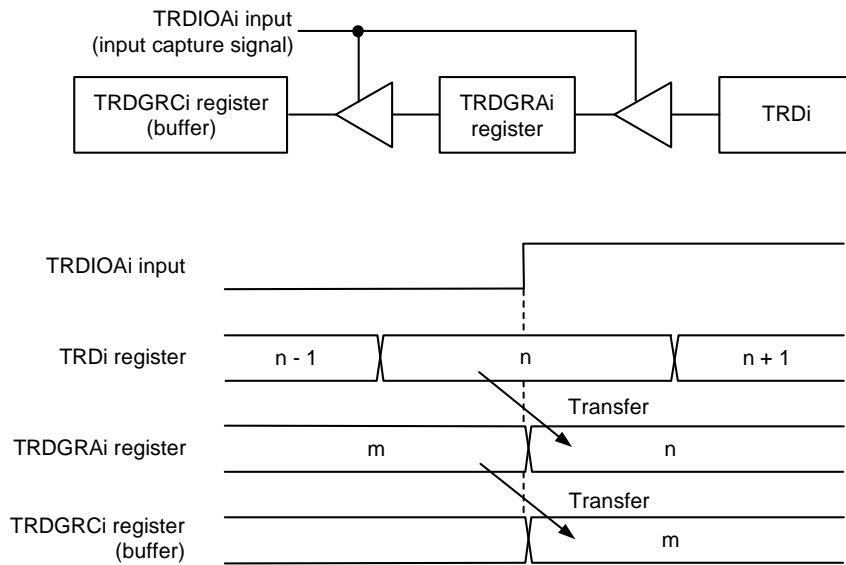 TRDIOAi input
(input capture signal)
TRDGRCi register
(buffer)
TRDGRAi
register
TRDi
TRDIOAi input
TRDi register
n - 1
n
n + 1
Transfer
TRDGRAi register
m
n
Transfer
TRDGRCi register
(buffer)
m